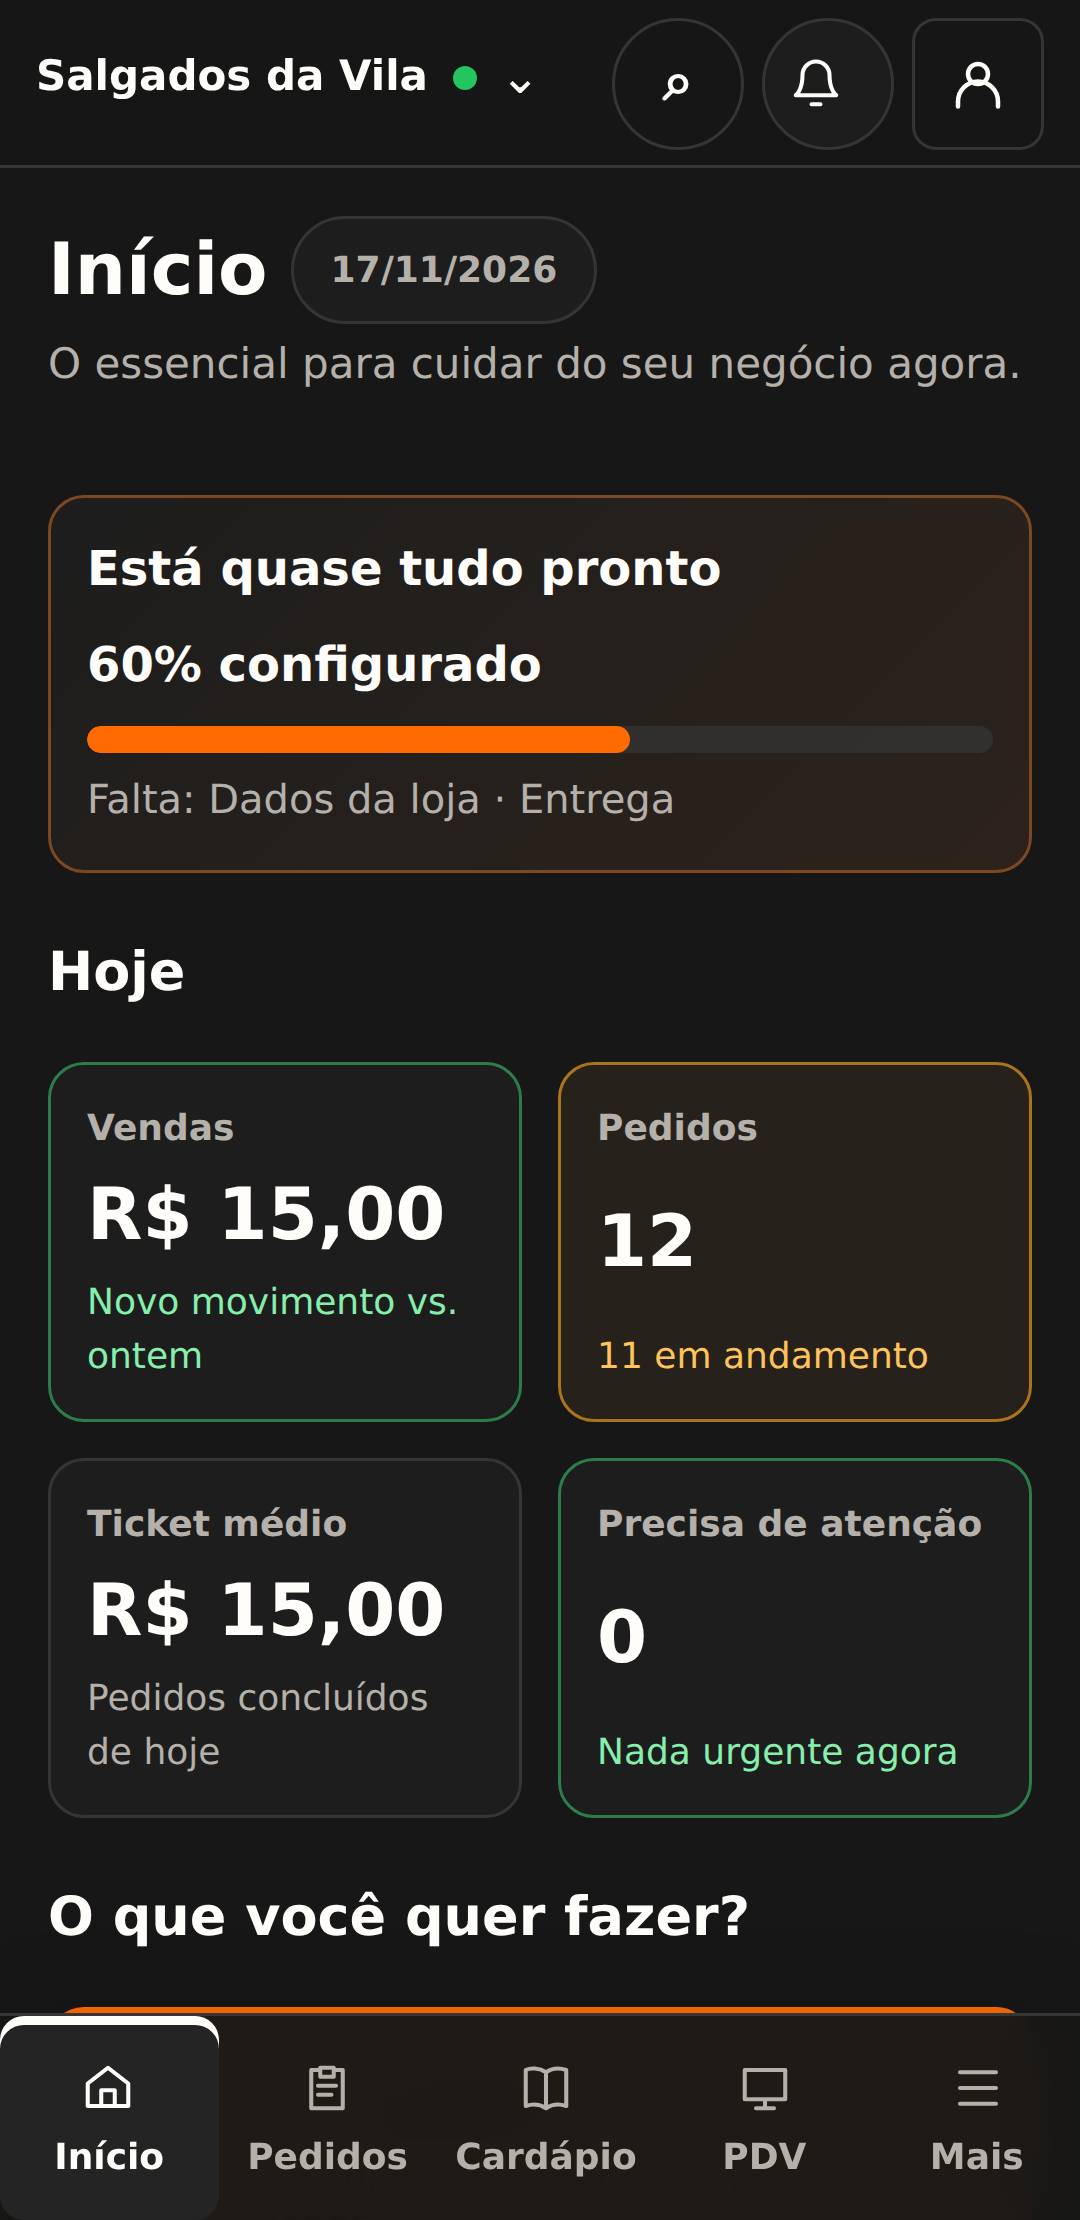 Salgados da Vila
Início
17/11/2026
O essencial para cuidar do seu negócio agora.
Está quase tudo pronto
60% configurado
Falta: Dados da loja · Entrega
Hoje
Vendas
R$ 15,00
Novo movimento vs.
ontem
Pedidos
12
11 em andamento
Ticket médio
R$ 15,00
Pedidos concluídos
de hoje
Precisa de atenção
0
Nada urgente agora
O que você quer fazer?
Início
Pedidos
Cardápio
PDV
Mais